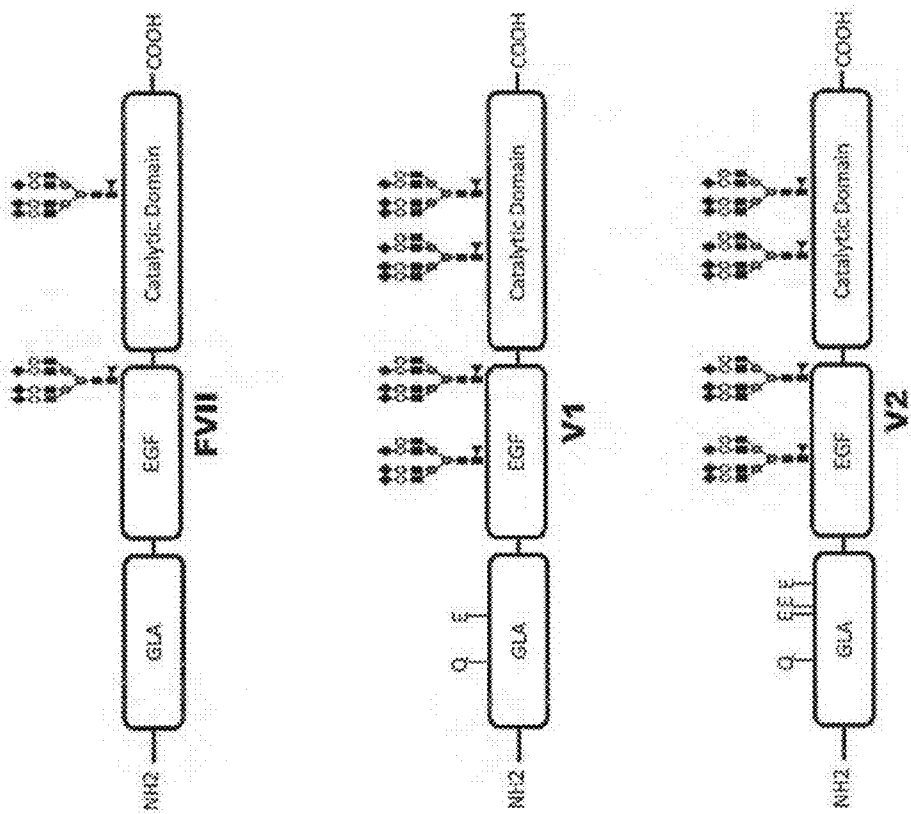 NH2 GLA EGF Catalytic Domain COOH
FVII
Q E
NH2 GLA EGF Catalytic Domain COOH
V1
Q
NH2 GLA EGF Catalytic Domain COOH
V2